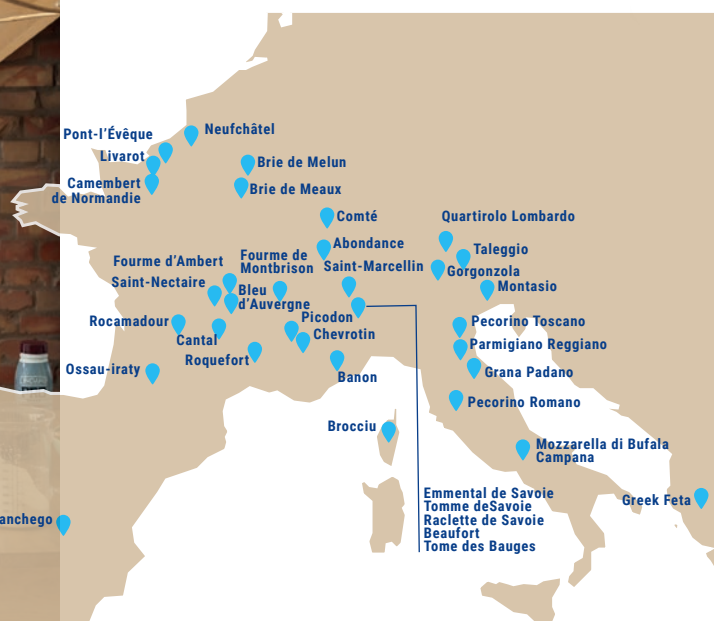 Neufchâtel
Pont-l'Évêque
Livarot
Camembert
de Normandie
Brie de Melun
Brie de Meaux
Comté
Quartirolo Lombardo
Abondance
Taleggio
Fourme d'Ambert
Fourme de
Montbrison
Saint-Marcellin
Gorgonzola
Saint-Nectaire
Bleu
d'Auvergne
Montasio
Rocamadour
Picodon
Pecorino Toscano
Cantal
Chevrotin
Parmigiano Reggiano
Roquefort
Ossau-iraty
Banon
Grana Padano
Pecorino Romano
Brocciu
Mozzarella di Bufala
Campana
Emmental de Savoie
Tomme deSavoie
Raclette de Savoie
Beaufort
Tome des Bauges
Greek Feta
anchego